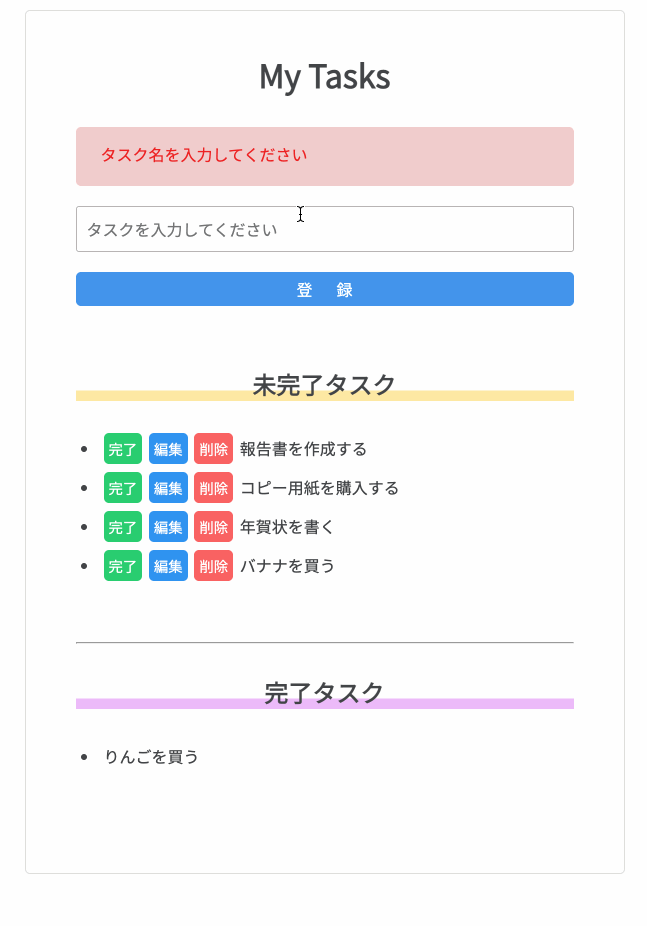 My Tasks
タスク名を入力してください
タスクを入力してください
登 録
未完了タスク
完了 編集 削除 報告書を作成する
完了 編集 削除 コピー用紙を購入する
完了 編集 削除 年賀状を書く
完了 編集 削除 バナナを買う
完了タスク
りんごを買う